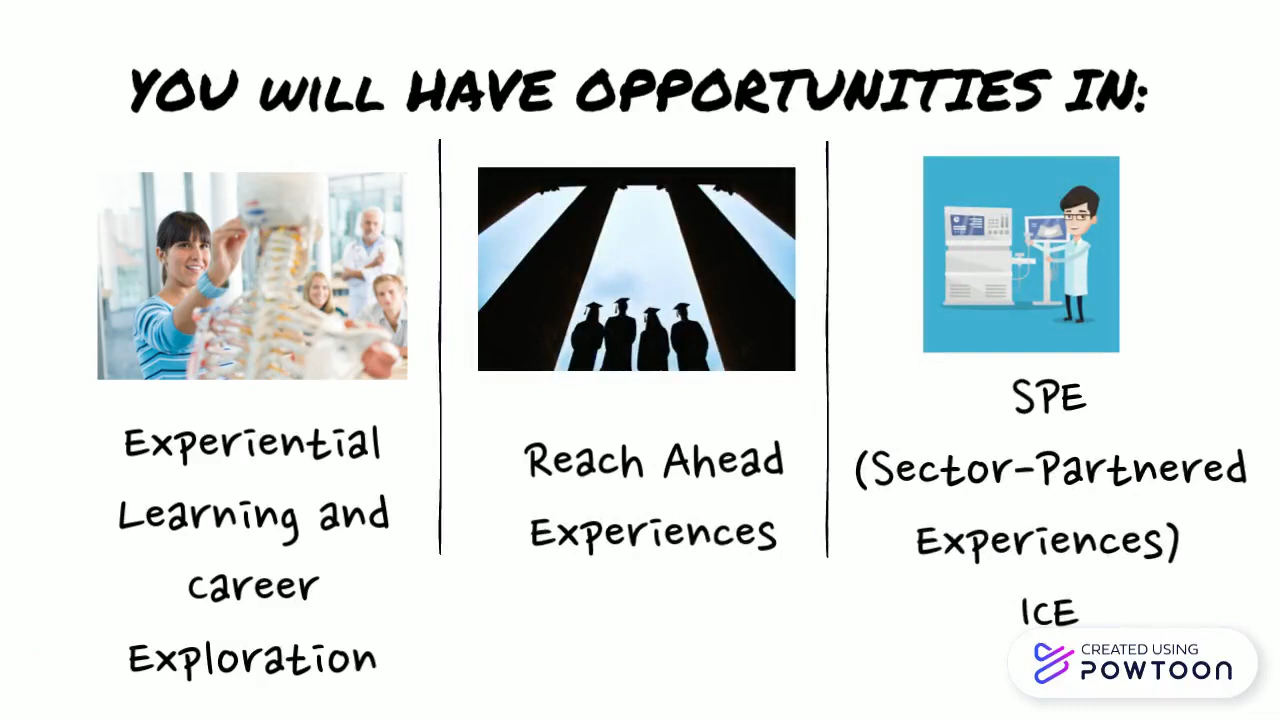 YOU will HAVE OPPORTUNITIES IN:
Experiential
Learning and
career
Exploration
Reach Ahead
Experiences
SPE
(Sector-Partnered
Experiences)
ICE
CREATED USING
POWTOON